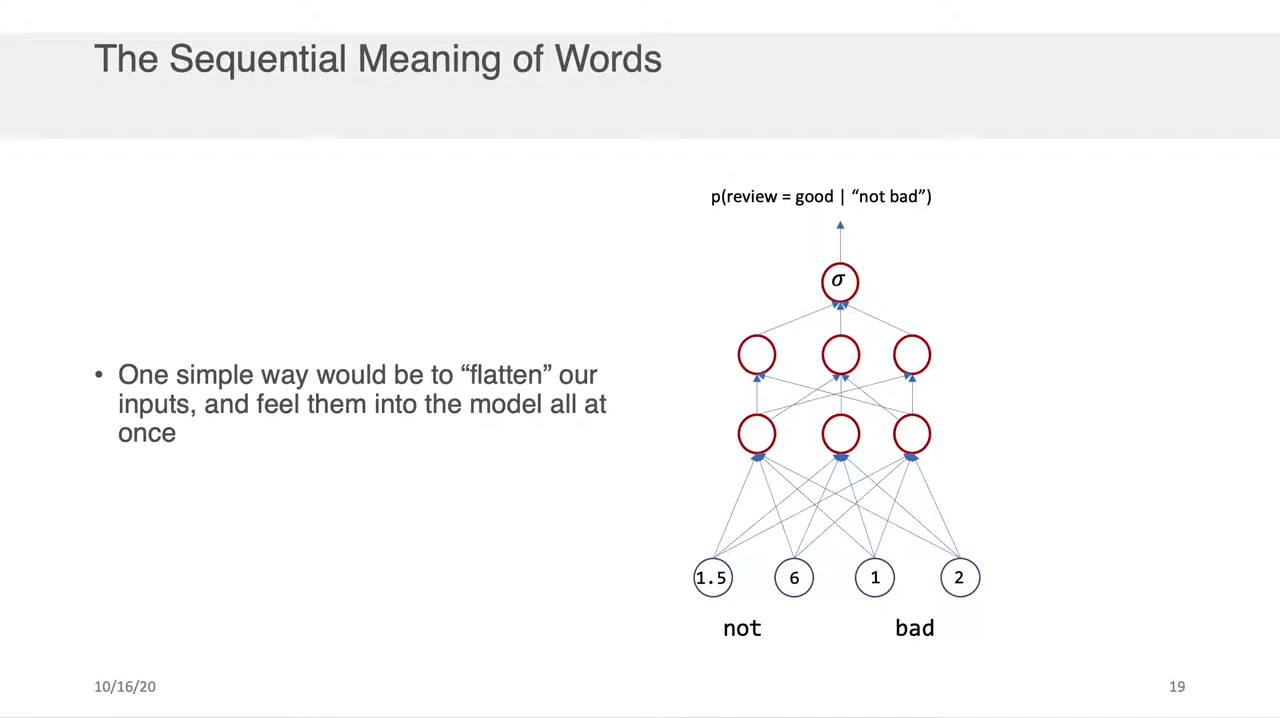 The Sequential Meaning of Words
p(review = good | “not bad”)
σ
• One simple way would be to “flatten” our
inputs, and feel them into the model all at
once
1.5 6 1 2
not bad
10/16/20 19